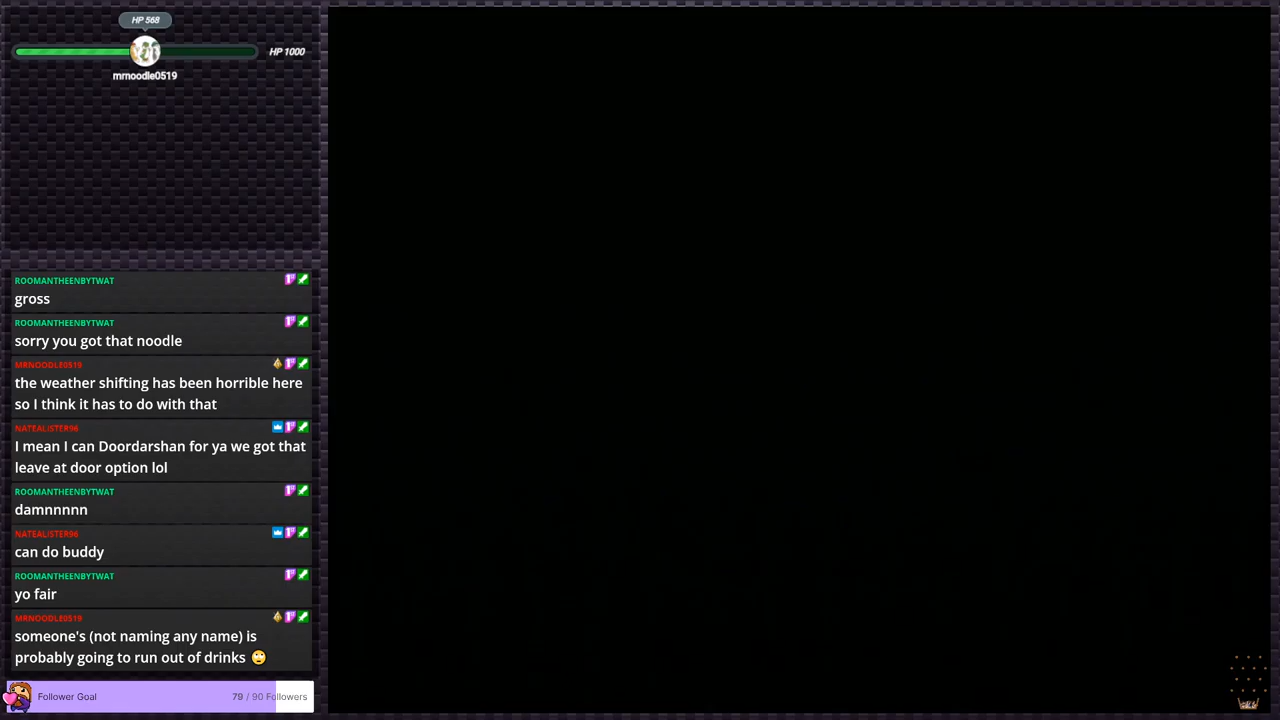 HP 568
HP 1000
mrnoodle0519
ROOMANTHEENBYTWAT
gross
ROOMANTHEENBYTWAT
sorry you got that noodle
MRNOODLE0519
the weather shifting has been horrible here
so I think it has to do with that
NATEALISTER96
I mean I can Doordarshan for ya we got that
leave at door option lol
ROOMANTHEENBYTWAT
damnnnnn
NATEALISTER96
can do buddy
ROOMANTHEENBYTWAT
yo fair
MRNOODLE0519
someone's (not naming any name) is
probably going to run out of drinks 🙄
Follower Goal 79 / 90 Followers